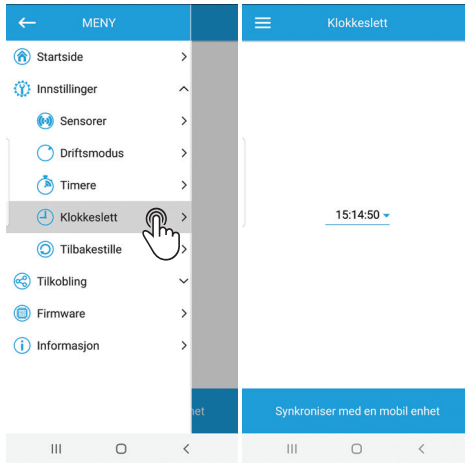 MENY
Startside
Innstillinger
Sensorer
Driftsmodus
Timere
Klokkeslett
Tilbakestille
Tilkobling
Firmware
Informasjon
het
Klokkeslett
15:14:50
Synkroniser med en mobil enhet